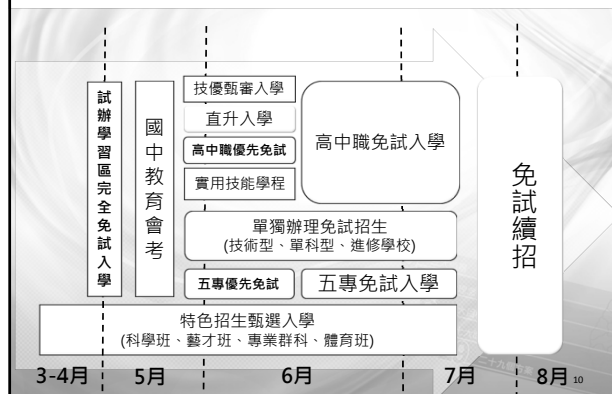 試辦學習區完全免試入學
國中教育會考
技優甄審入學
直升入學
高中職優先免試
實用技能學程
高中職免試入學
單獨辦理免試招生
(技術型、單科型、進修學校)
五專優先免試
五專免試入學
特色招生甄選入學
(科學班、藝才班、專業群科、體育班)
免試續招
3-4月
5月
6月
7月
8月
10